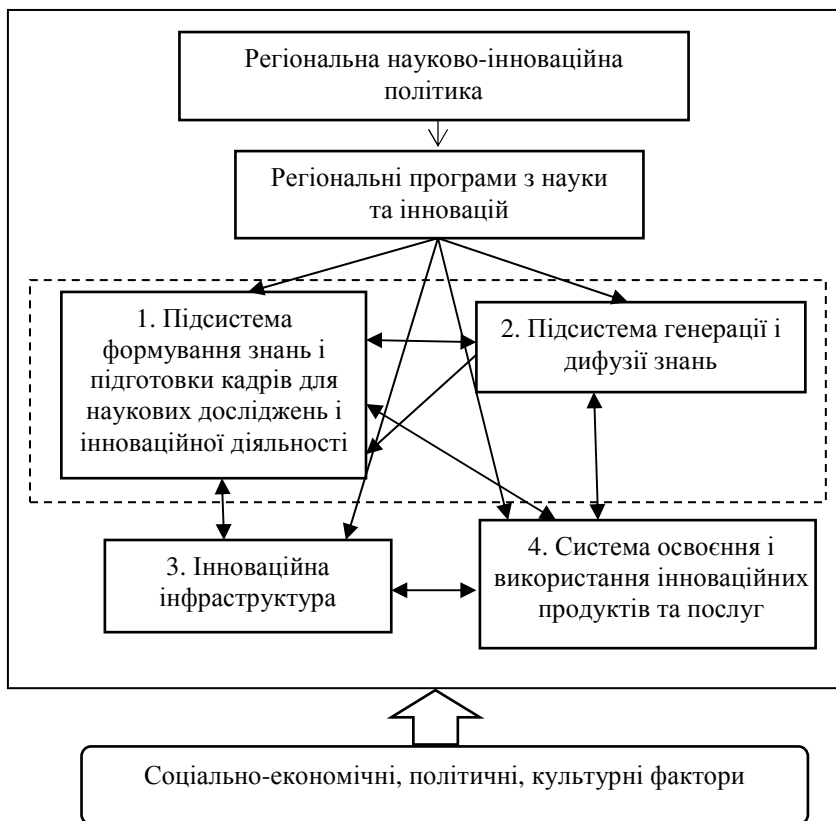 Регіональна науково-інноваційна
політика
Регіональні програми з науки
та інновацій
1. Підсистема
формування знань і
підготовки кадрів для
наукових досліджень і
інноваційної діяльності
2. Підсистема генерації і
дифузії знань
3. Інноваційна
інфраструктура
4. Система освоєння і
використання інноваційних
продуктів та послуг
Соціально-економічні, політичні, культурні фактори